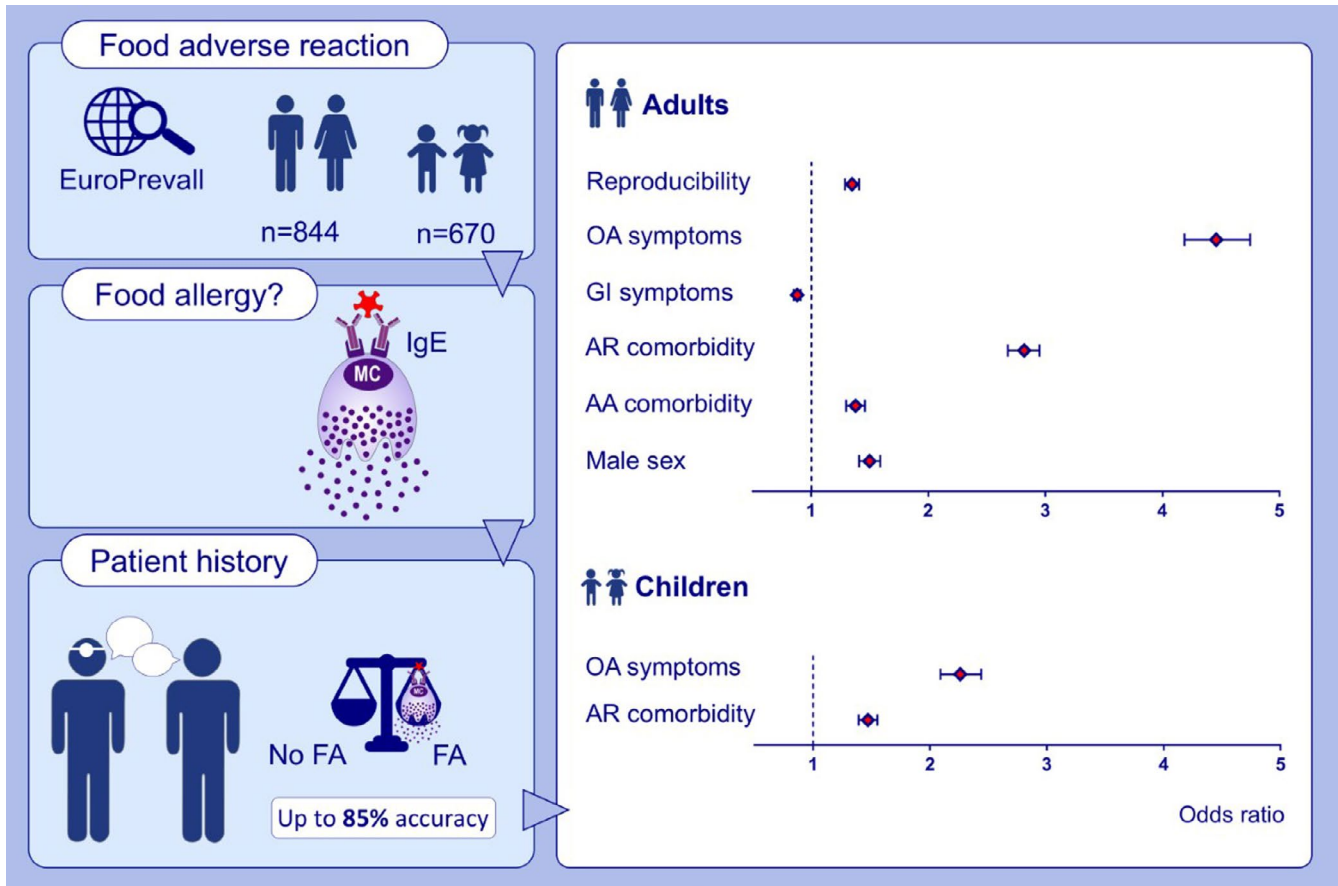 Food adverse reaction
EuroPrevall
n=844
n=670
Food allergy?
IgE
MC
Patient history
MC
No FA
FA
Up to 85% accuracy
Adults
Reproducibility
OA symptoms
GI symptoms
AR comorbidity
AA comorbidity
Male sex
1 2 3 4 5
Children
OA symptoms
AR comorbidity
1 2 3 4 5
Odds ratio